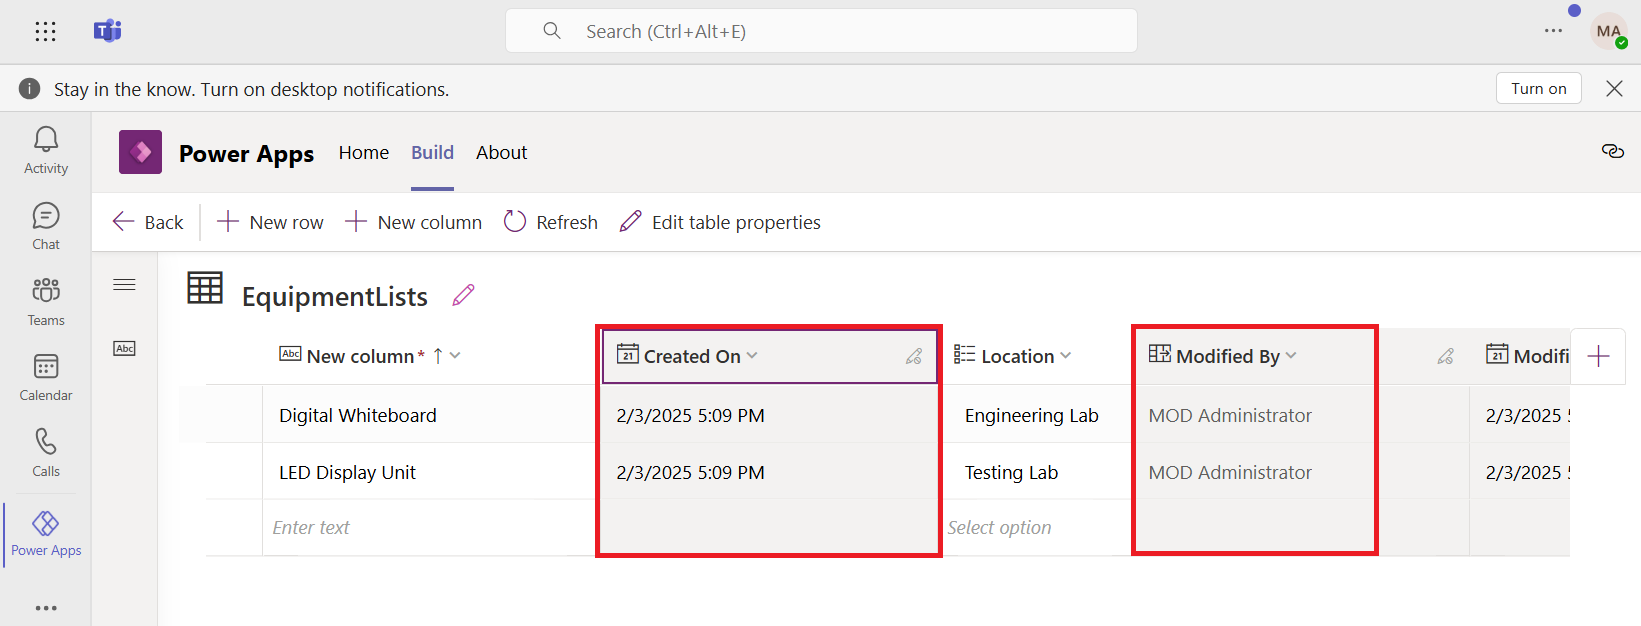 Search (Ctrl+Alt+E)
MA
Stay in the know. Turn on desktop notifications.
Turn on
Activity
Chat
Teams
Calendar
Calls
Power Apps
Power Apps
Home
Build
About
Back
New row
New column
Refresh
Edit table properties
Abc
EquipmentLists
Abc New column* ↑
21 Created On
Location
Modified By
21 Modifi
Digital Whiteboard
2/3/2025 5:09 PM
Engineering Lab
MOD Administrator
2/3/2025
LED Display Unit
2/3/2025 5:09 PM
Testing Lab
MOD Administrator
2/3/2025
Enter text
Select option